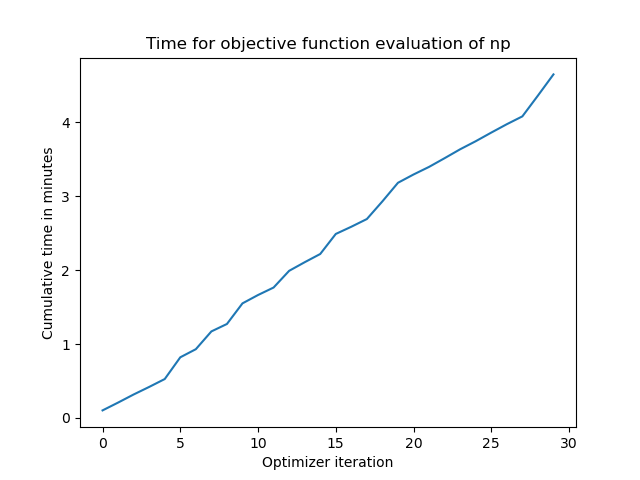 Time for objective function evaluation of np
Cumulative time in minutes
4
3
2
1
0
0 5 10 15 20 25 30
Optimizer iteration